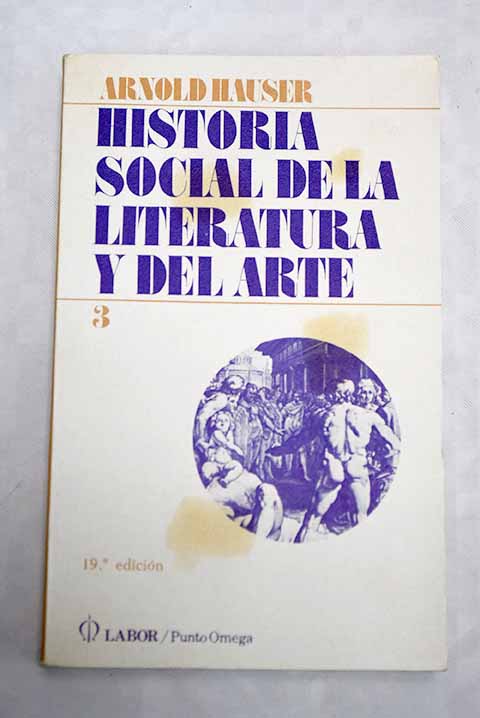 ARNOLD HAUSER
HISTORIA
SOCIAL DE LA
LITERATURA
Y DEL ARTE
3
19.ª edición
LABOR / Punto Omega